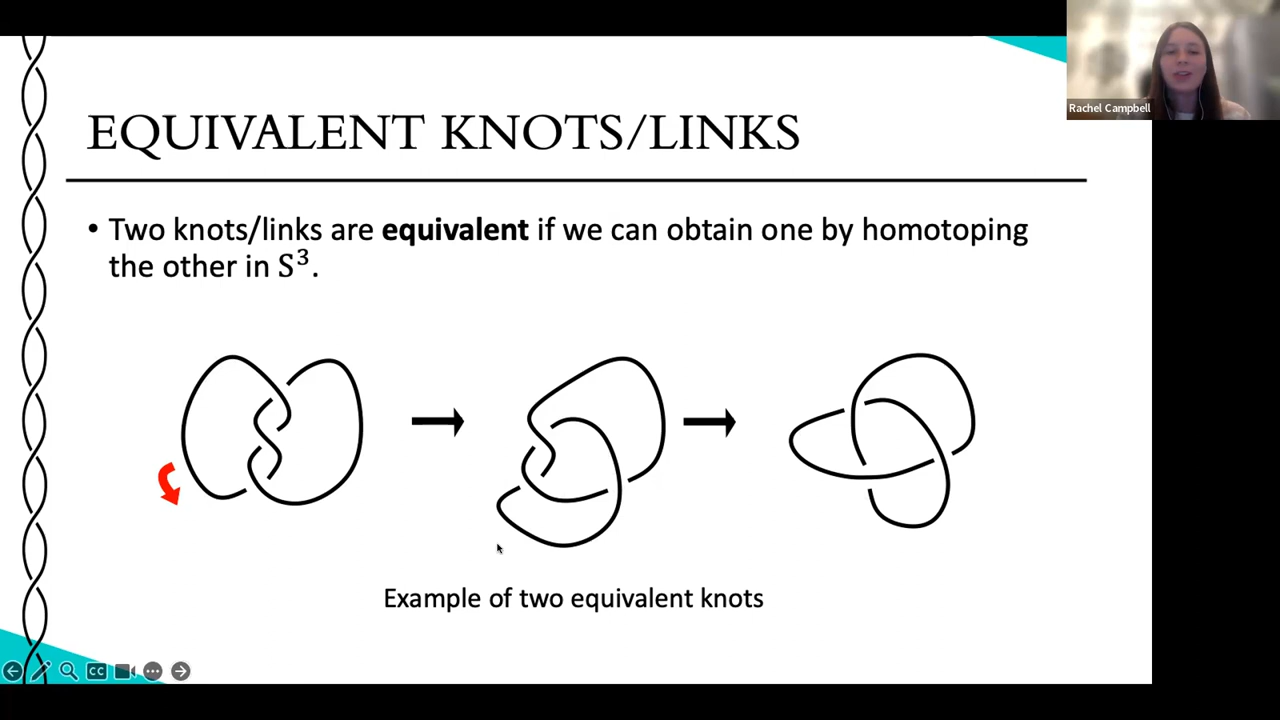 Rachel Campbell
EQUIVALENT KNOTS/LINKS
• Two knots/links are equivalent if we can obtain one by homotoping
the other in S³.
Example of two equivalent knots
CC